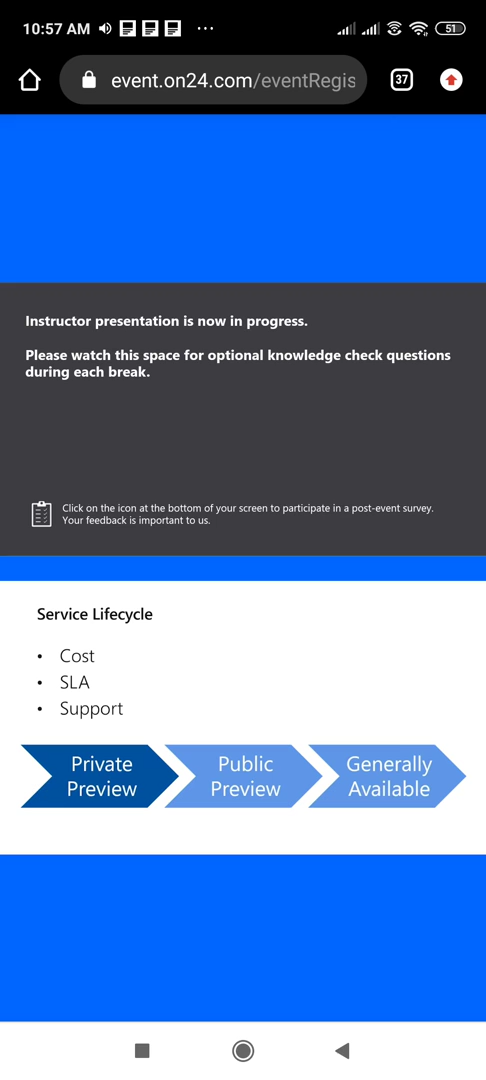 10:57 AM
51
event.on24.com/eventRegis
37
Instructor presentation is now in progress.
Please watch this space for optional knowledge check questions
during each break.
Click on the icon at the bottom of your screen to participate in a post-event survey.
Your feedback is important to us.
Service Lifecycle
• Cost
• SLA
• Support
Private
Preview
Public
Preview
Generally
Available